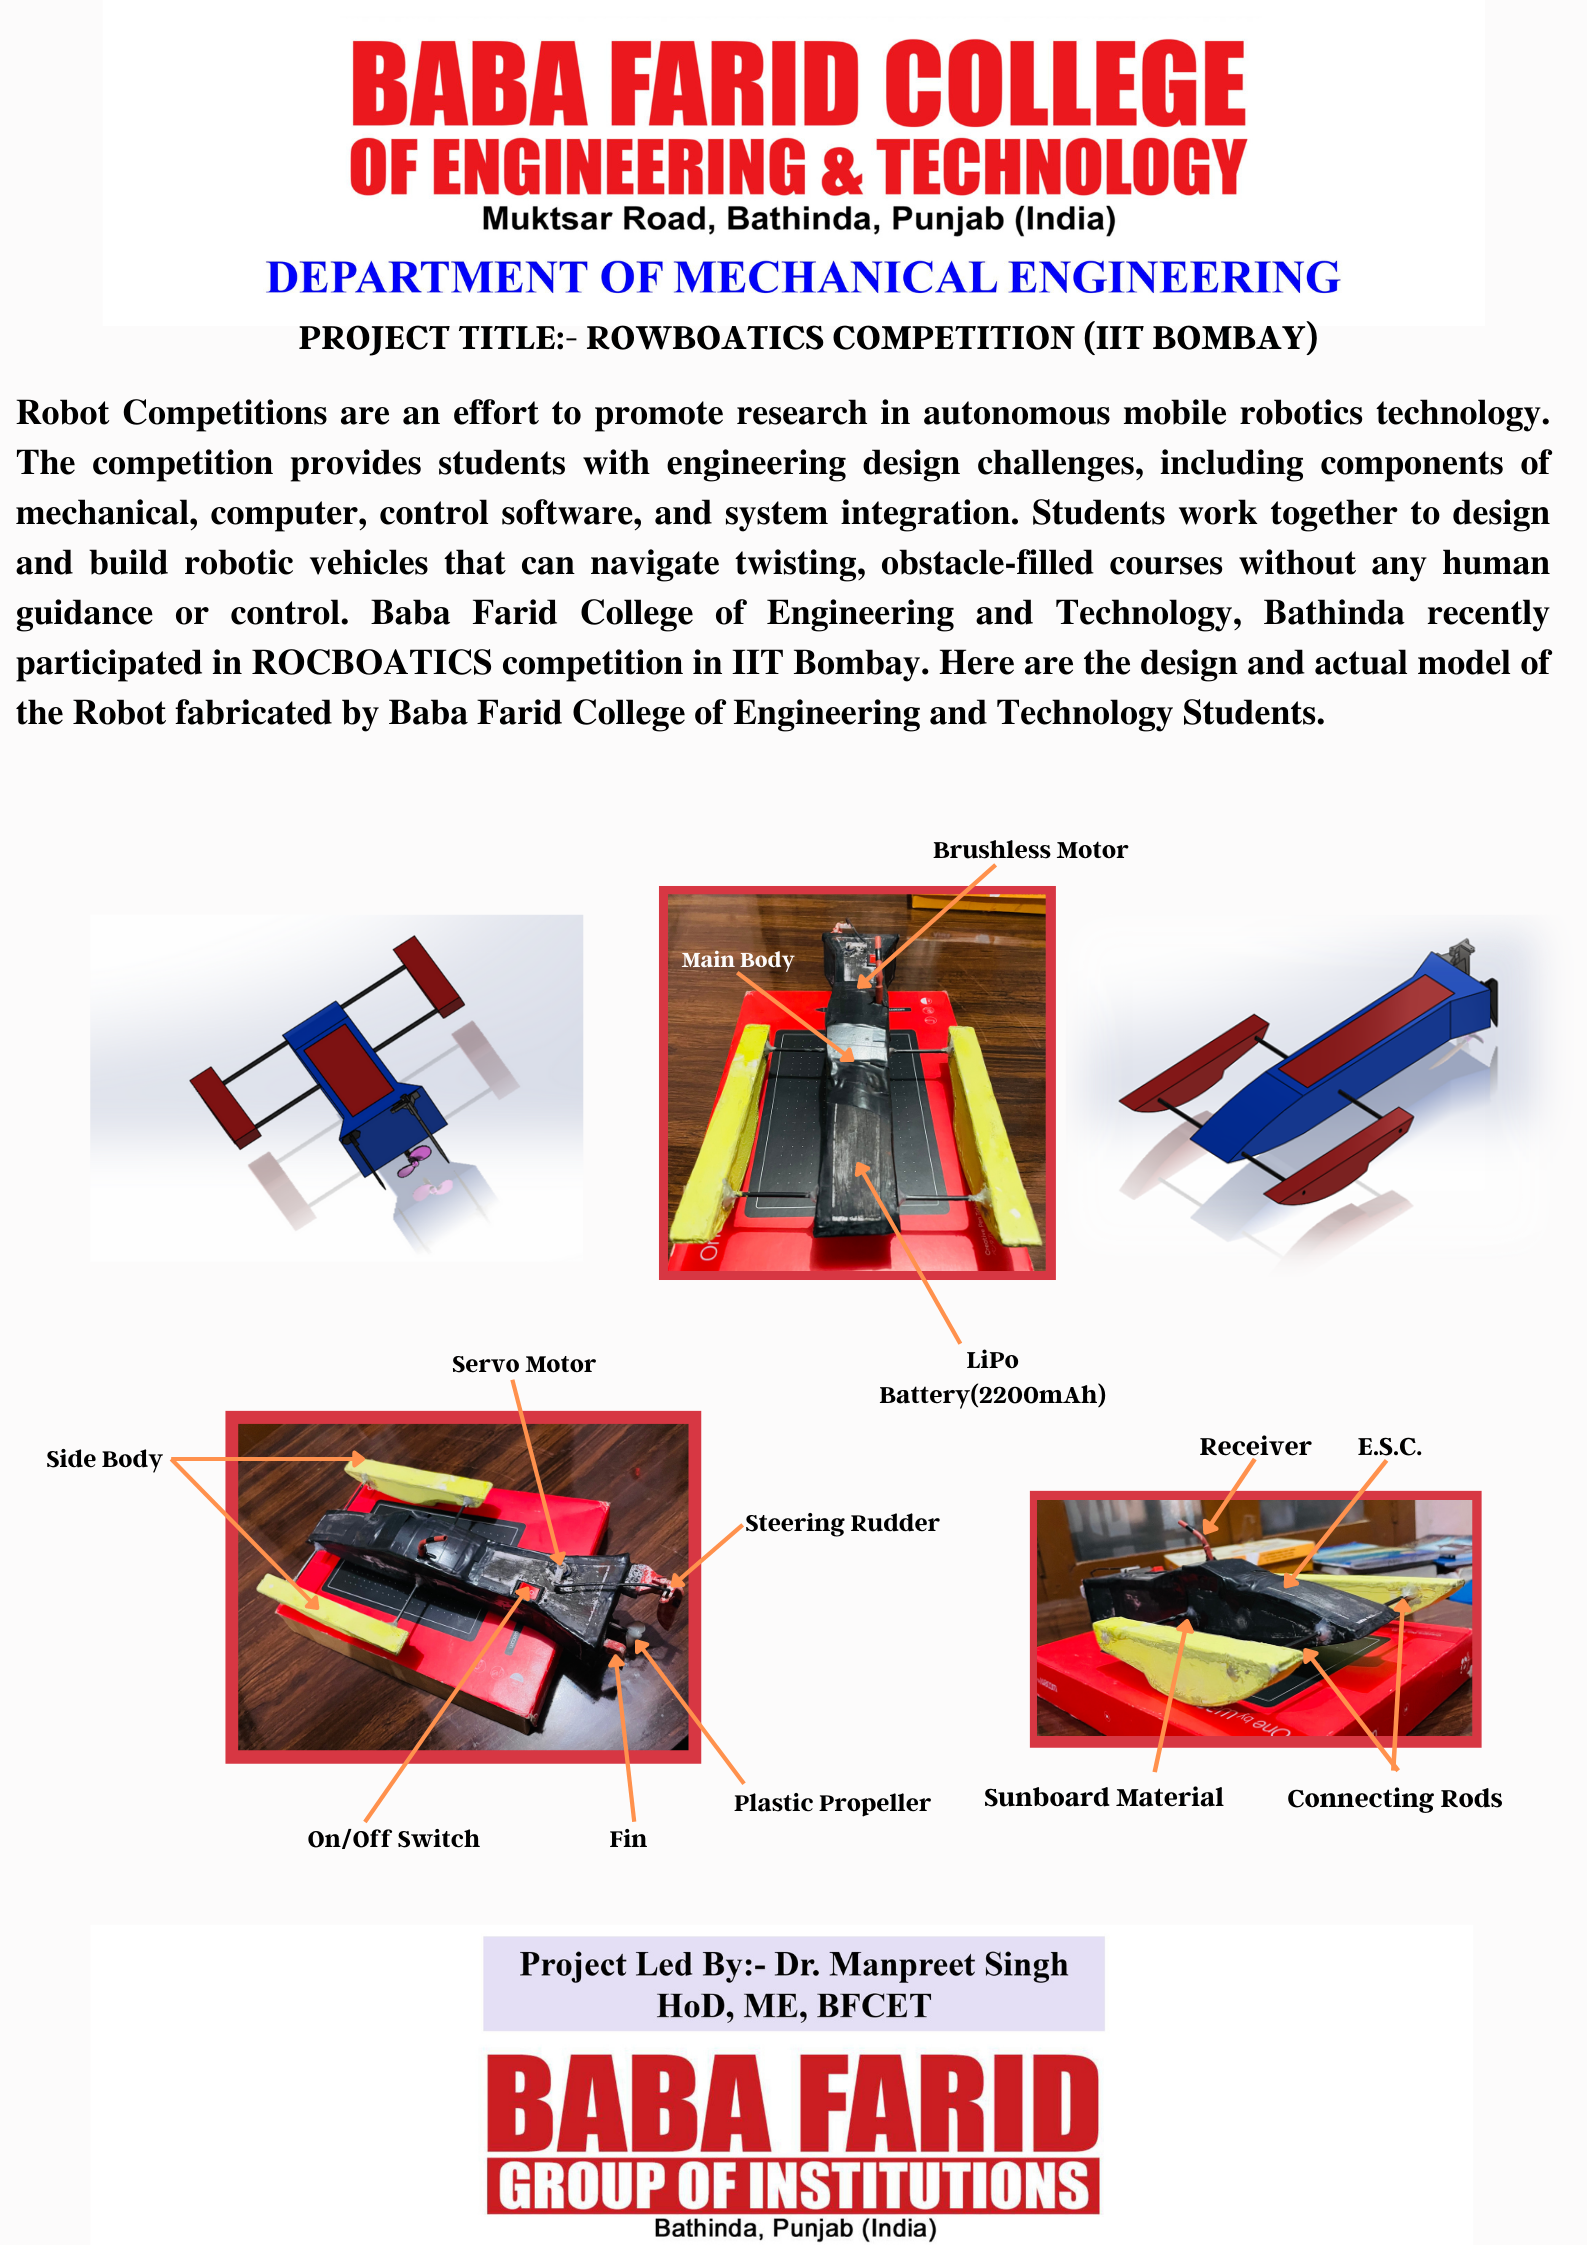 BABA FARID COLLEGE
OF ENGINEERING & TECHNOLOGY
Muktsar Road, Bathinda, Punjab (India)
DEPARTMENT OF MECHANICAL ENGINEERING
PROJECT TITLE:- ROWBOATICS COMPETITION (IIT BOMBAY)
Robot Competitions are an effort to promote research in autonomous mobile robotics technology.
The competition provides students with engineering design challenges, including components of
mechanical, computer, control software, and system integration. Students work together to design
and build robotic vehicles that can navigate twisting, obstacle-filled courses without any human
guidance or control. Baba Farid College of Engineering and Technology, Bathinda recently
participated in ROCBOATICS competition in IIT Bombay. Here are the design and actual model of
the Robot fabricated by Baba Farid College of Engineering and Technology Students.
Brushless Motor
Main Body
LiPo
Battery(2200mAh)
Servo Motor
Side Body
Steering Rudder
Receiver E.S.C.
One by
Plastic Propeller
Sunboard Material
Connecting Rods
On/Off Switch
Fin
Project Led By:- Dr. Manpreet Singh
HoD, ME, BFCET
BABA FARID
GROUP OF INSTITUTIONS
Bathinda, Punjab (India)